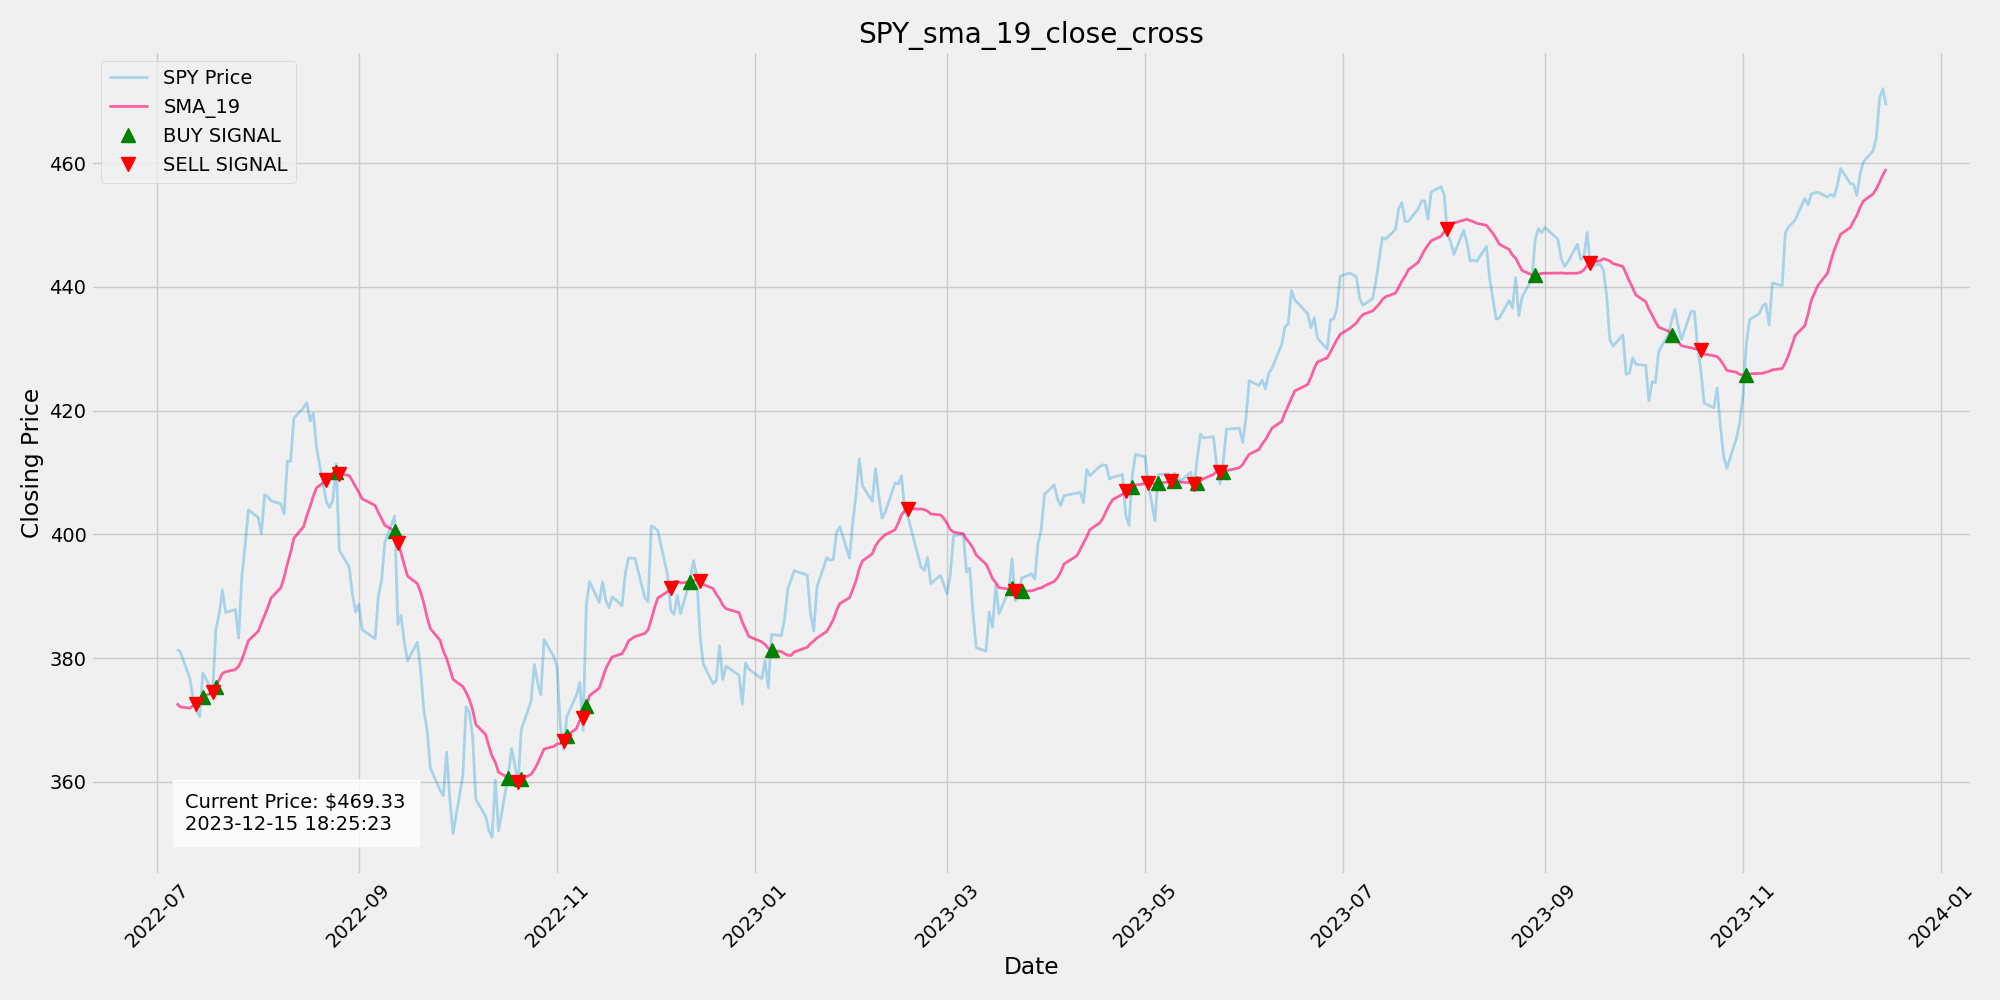 SPY_sma_19_close_cross
SPY Price
SMA_19
BUY SIGNAL
SELL SIGNAL
Closing Price
460
440
420
400
380
360
Current Price: $469.33
2023-12-15 18:25:23
2022-07
2022-09
2022-11
2023-01
2023-03
2023-05
2023-07
2023-09
2023-11
2024-01
Date